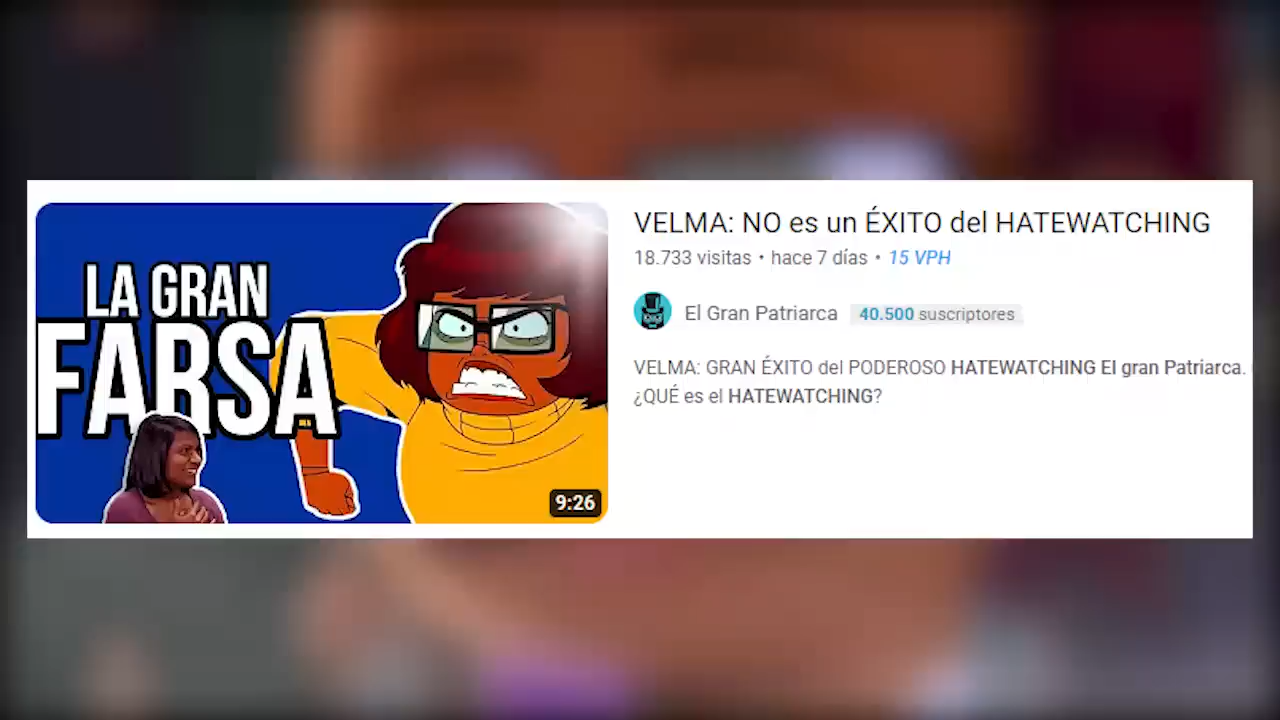 LA GRAN
FARSA
9:26
VELMA: NO es un ÉXITO del HATEWATCHING
18.733 visitas • hace 7 días • 15 VPH
El Gran Patriarca 40.500 suscriptores
VELMA: GRAN ÉXITO del PODEROSO HATEWATCHING El gran Patriarca.
¿QUÉ es el HATEWATCHING?